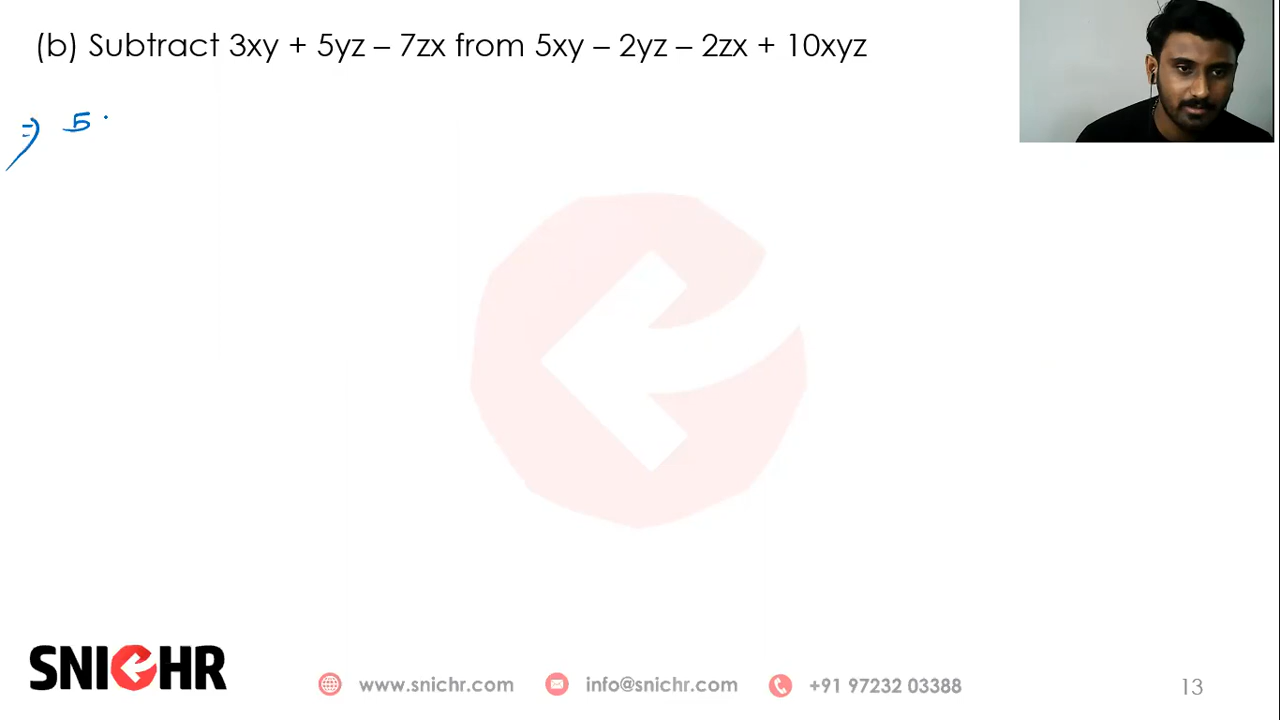 (b) Subtract 3xy + 5yz – 7zx from 5xy – 2yz – 2zx + 10xyz
⇒ 5
SNICHR www.snichr.com info@snichr.com +91 97232 03388 13